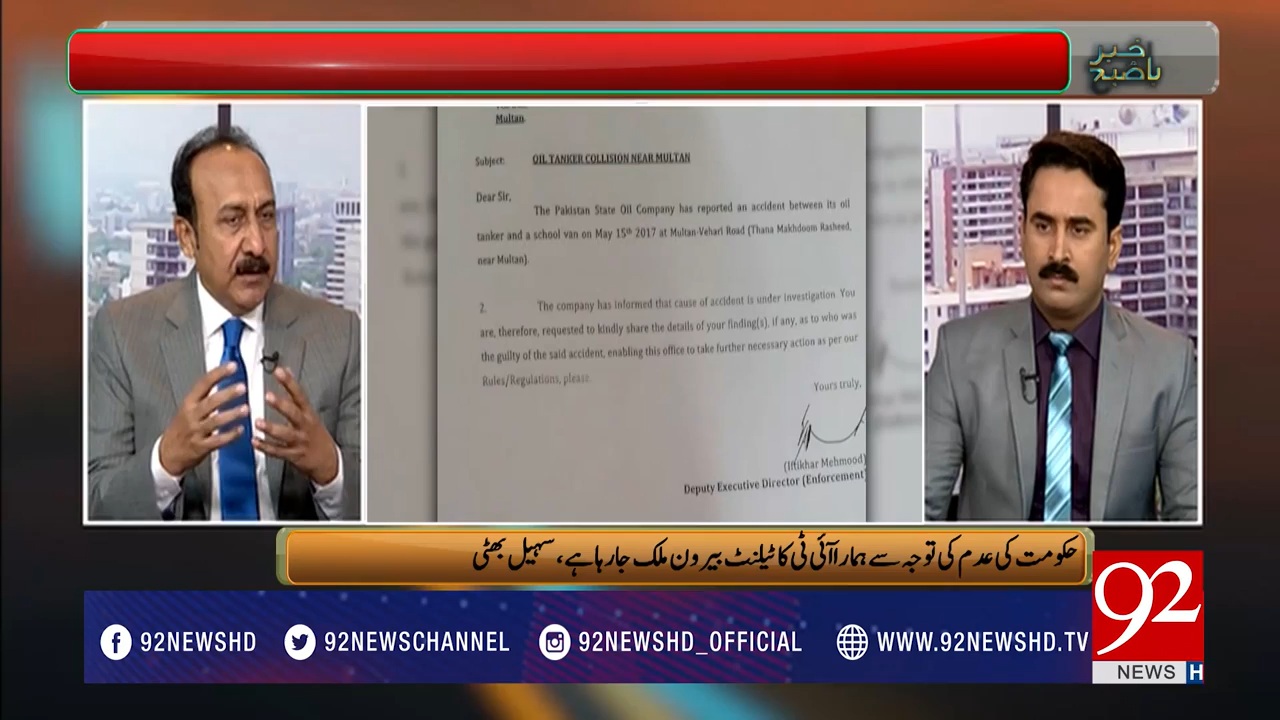 خبر
باصبح
Multan
Subject: OIL TANKER COLLISION NEAR MULTAN
Dear Sir,
The Pakistan State Oil Company has reported an accident between its oil
tanker and a school van on May 15th 2017 at Multan-Vehari Road (Thana Makhdoom Rasheed,
near Multan).
2. The company has informed that cause of accident is under investigation. You
are, therefore, requested to kindly share the details of your finding(s), if any, as to who was
the guilty of the said accident, enabling this office to take further necessary action as per our
Rules/Regulations, please.
Yours truly,
(Iftikhar Mehmood)
Deputy Executive Director (Enforcement)
حکومت کی عدم کی توجہ سے ہمارا آئی ٹی کا ٹیلنٹ بیرون ملک جارہا ہے، سہیل بھٹی
92NEWSHD 92NEWSCHANNEL 92NEWSHD_OFFICIAL WWW.92NEWSHD.TV
92
NEWS H